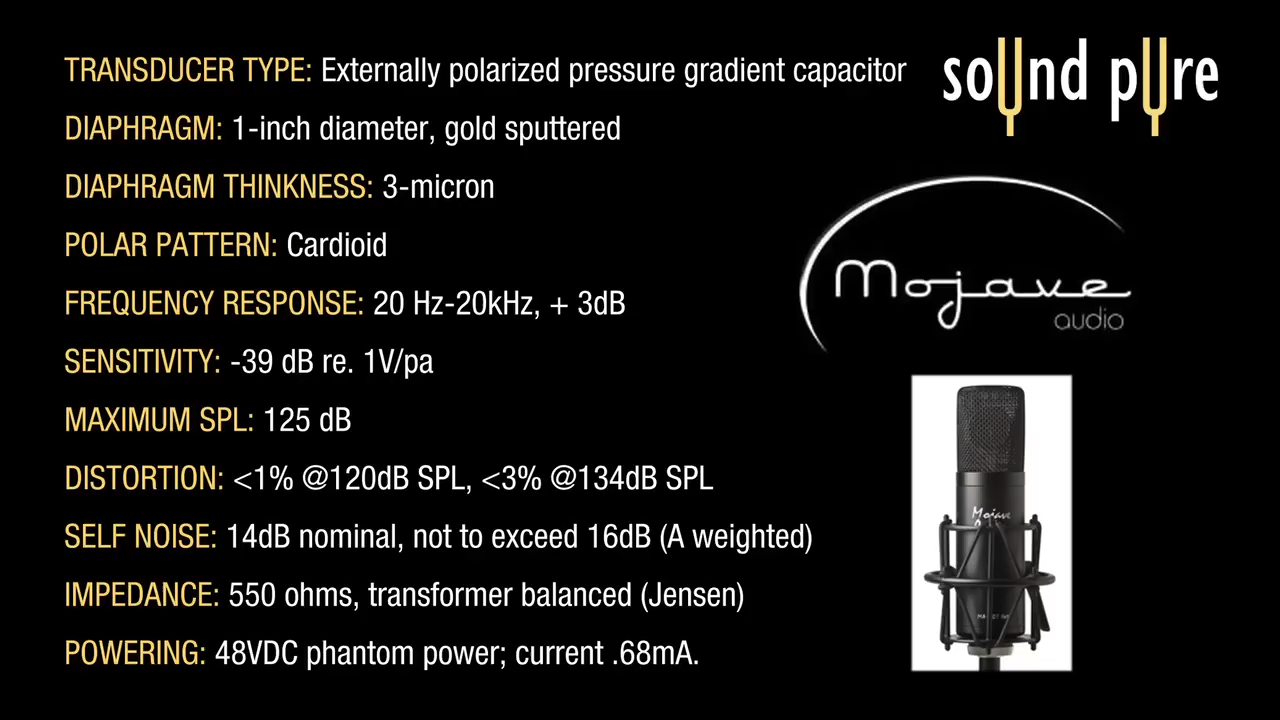 TRANSDUCER TYPE: Externally polarized pressure gradient capacitor
DIAPHRAGM: 1-inch diameter, gold sputtered
DIAPHRAGM THINKNESS: 3-micron
POLAR PATTERN: Cardioid
FREQUENCY RESPONSE: 20 Hz-20kHz, + 3dB
SENSITIVITY: -39 dB re. 1V/pa
MAXIMUM SPL: 125 dB
DISTORTION: <1% @120dB SPL, <3% @134dB SPL
SELF NOISE: 14dB nominal, not to exceed 16dB (A weighted)
IMPEDANCE: 550 ohms, transformer balanced (Jensen)
POWERING: 48VDC phantom power; current .68mA.
sound pure
Mojave
audio
Mojave